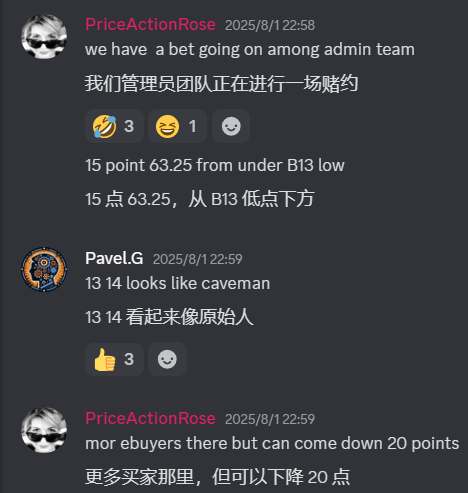 PriceActionRose 2025/8/1 22:58
we have a bet going on among admin team
我们管理员团队正在进行一场赌约
🤣 3 😆 1
15 point 63.25 from under B13 low
15 点 63.25，从 B13 低点下方
Pavel.G 2025/8/1 22:59
13 14 looks like caveman
13 14 看起来像原始人
👍 3
PriceActionRose 2025/8/1 22:59
mor ebuyers there but can come down 20 points
更多买家那里，但可以下降 20 点